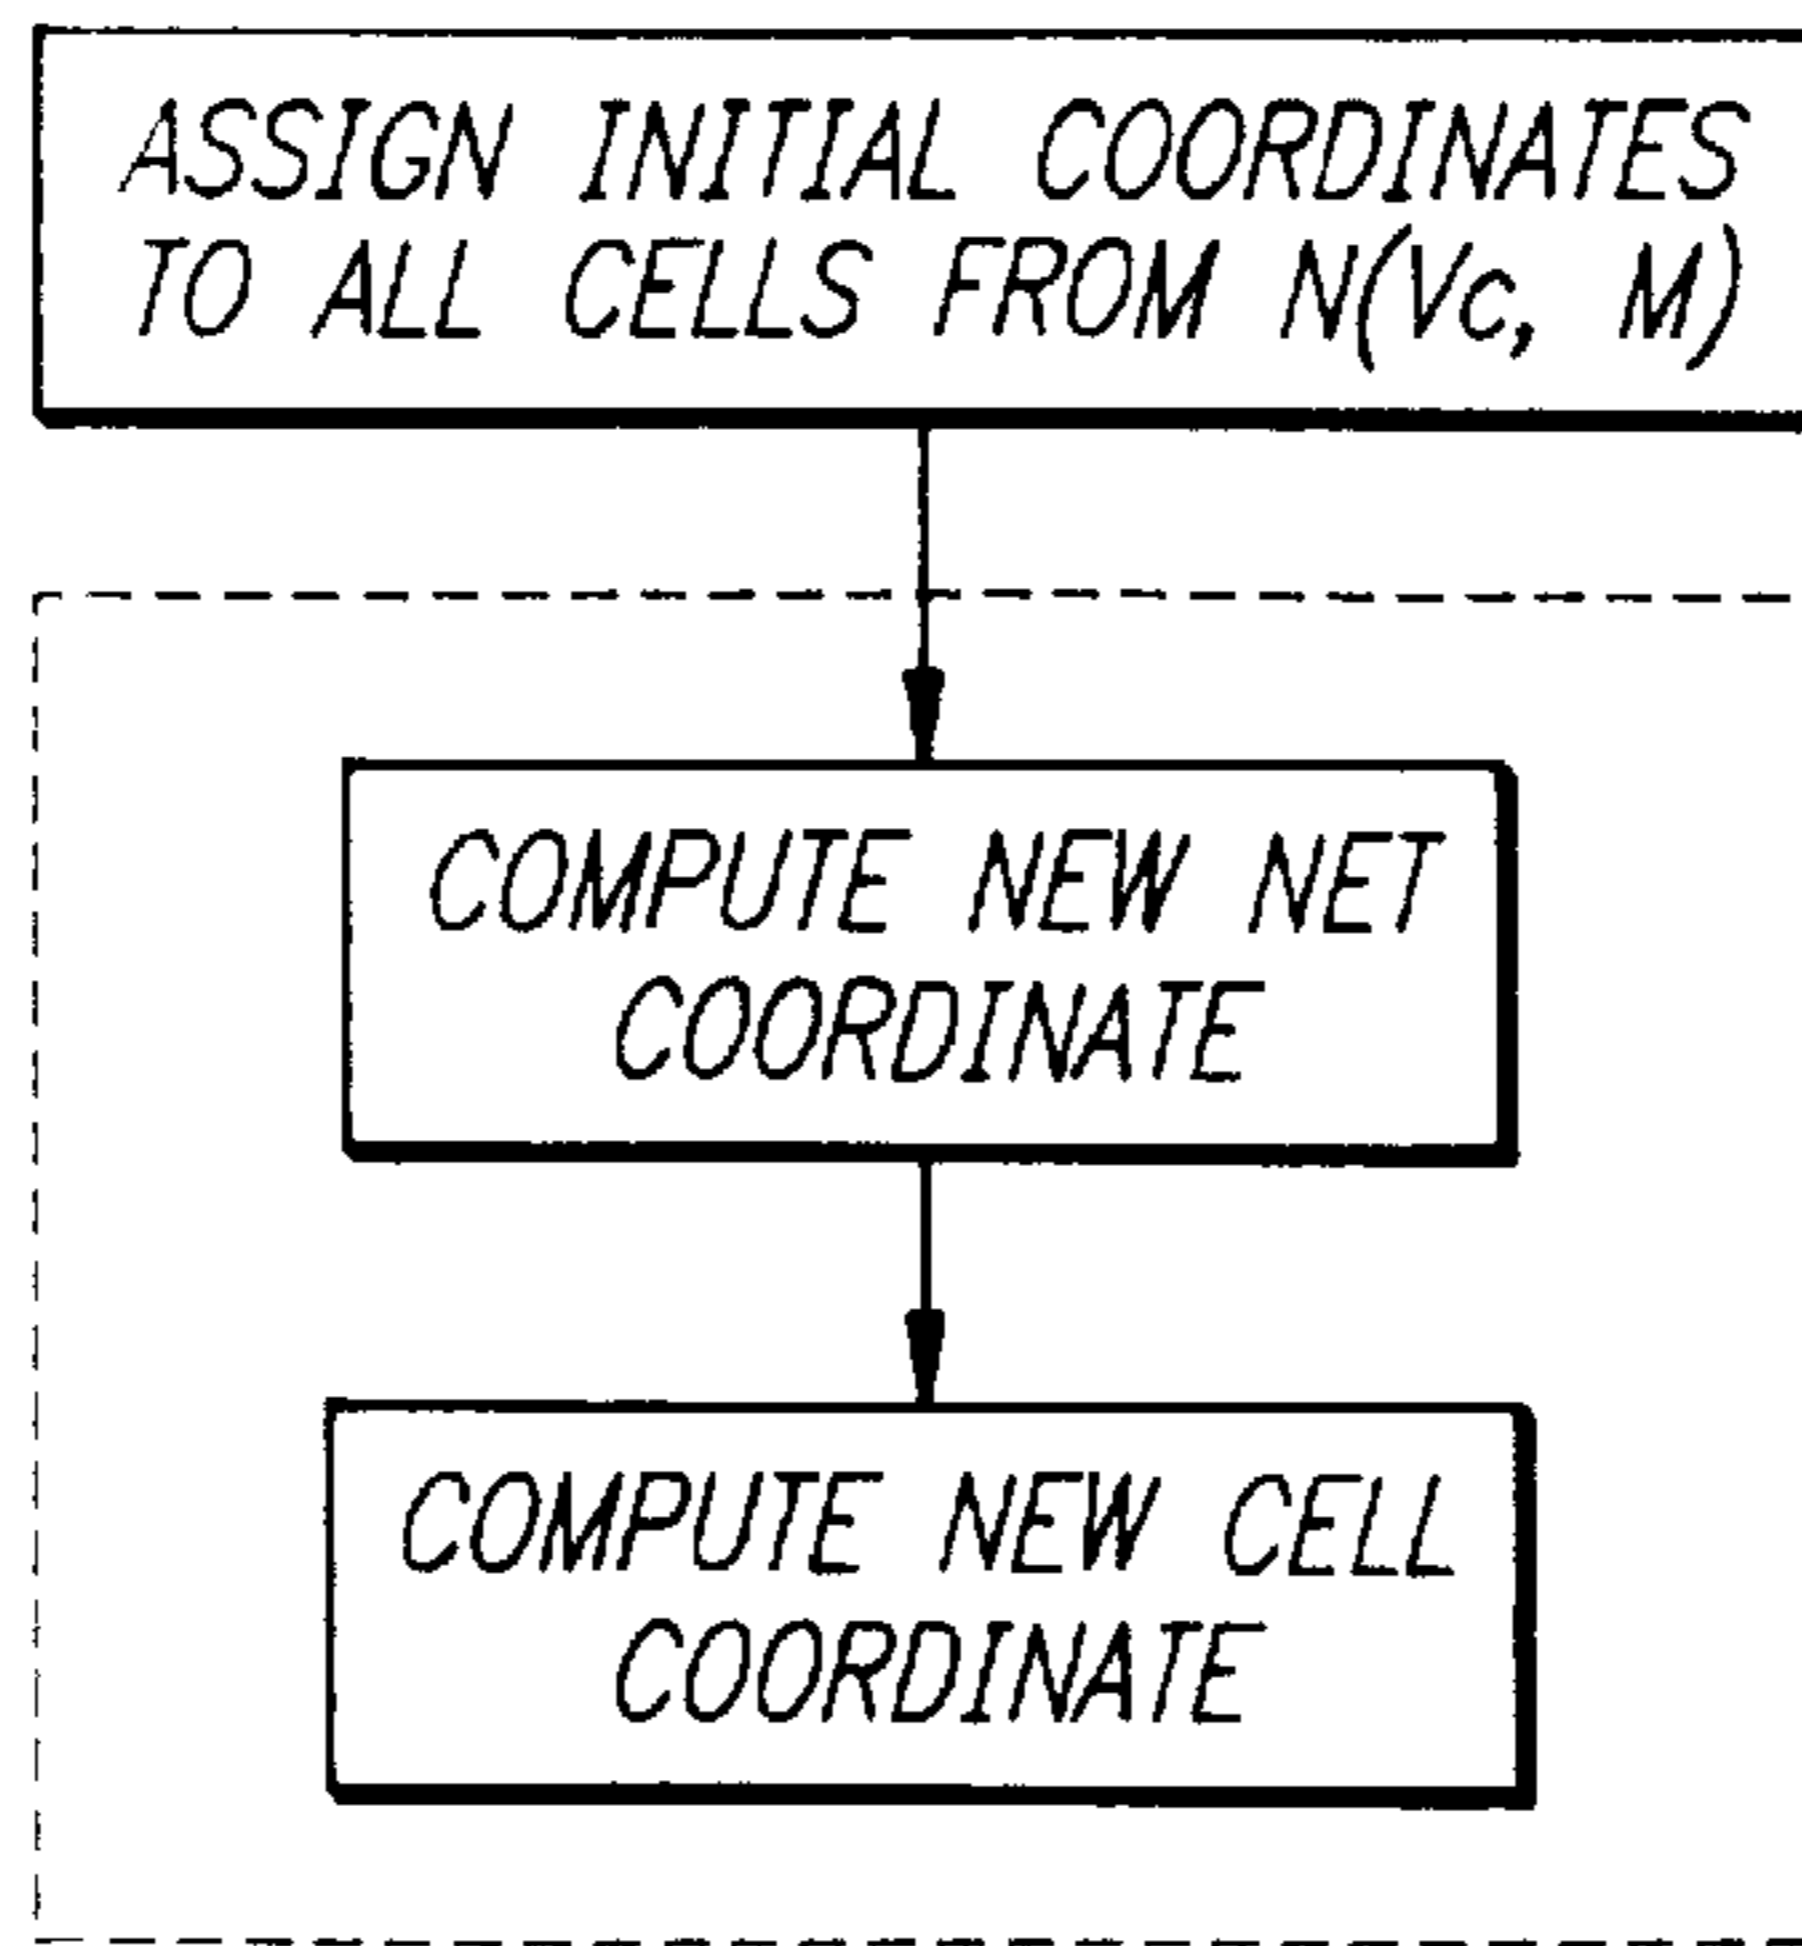 ASSIGN INITIAL COORDINATES
TO ALL CELLS FROM N(Vc, M)
COMPUTE NEW NET
COORDINATE
COMPUTE NEW CELL
COORDINATE